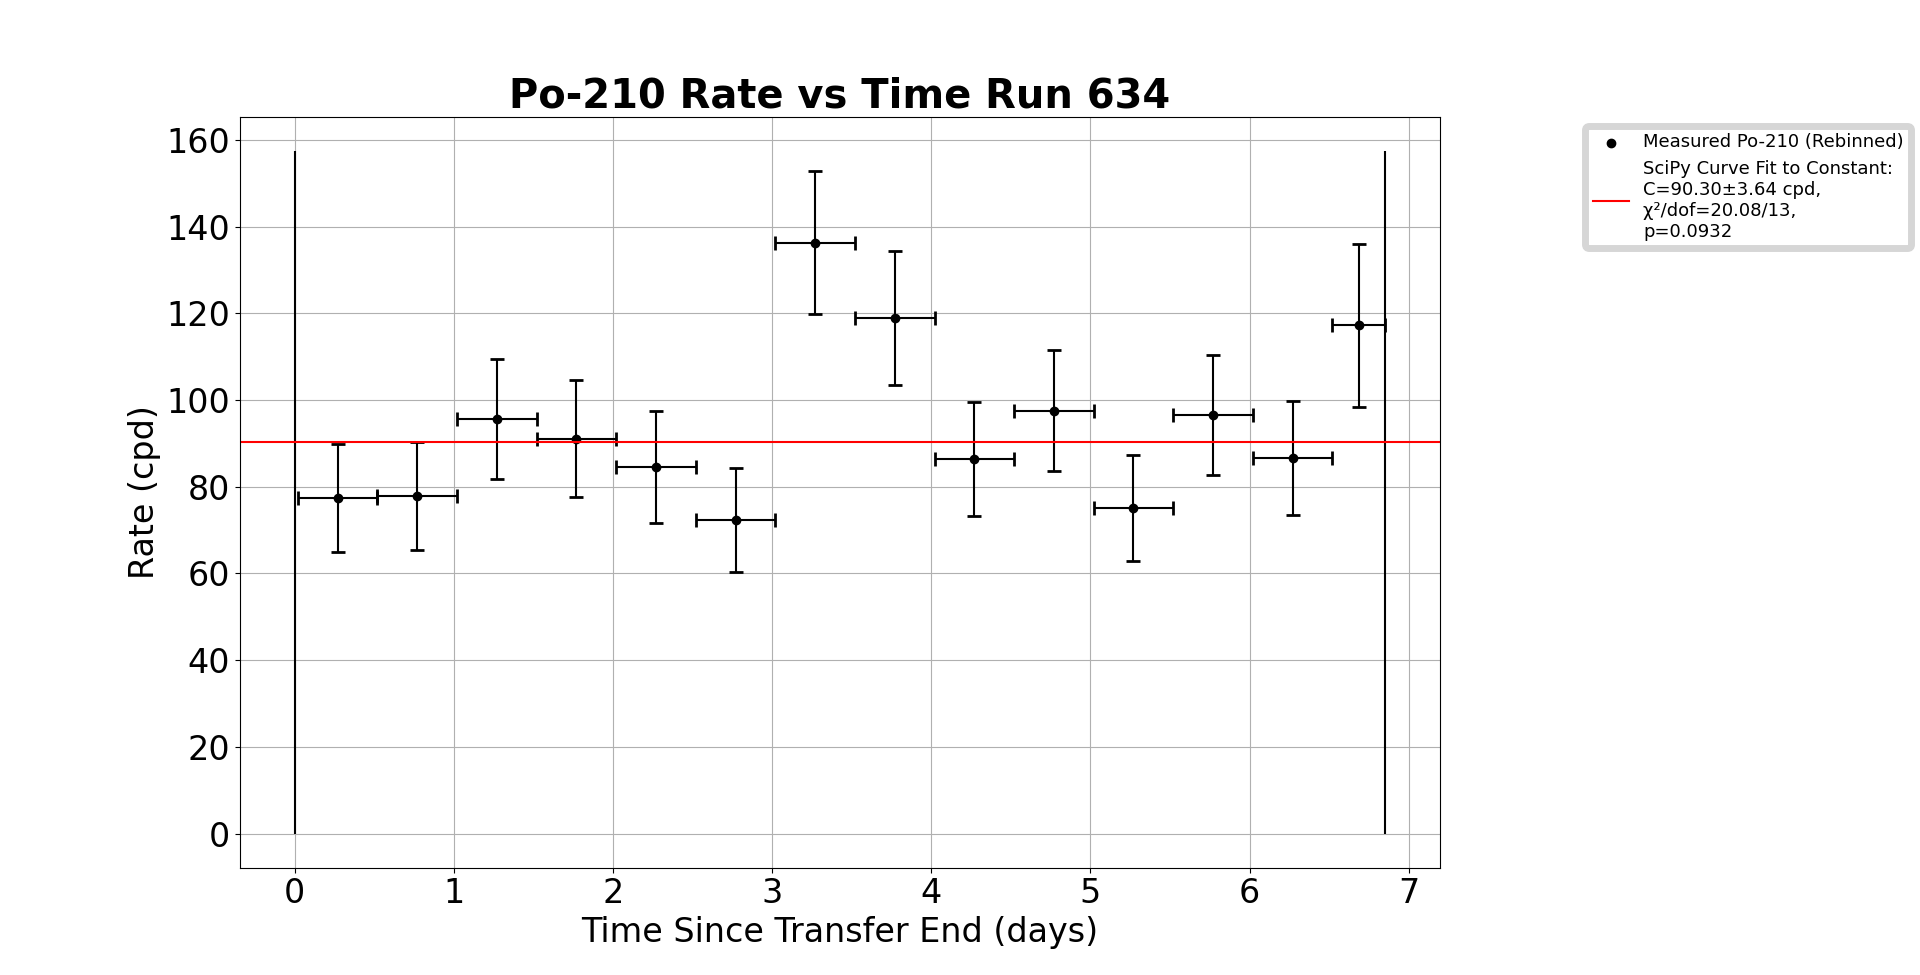 Po-210 Rate vs Time Run 634
Measured Po-210 (Rebinned)
SciPy Curve Fit to Constant:
C=90.30±3.64 cpd,
χ²/dof=20.08/13,
p=0.0932
Rate (cpd)
160
140
120
100
80
60
40
20
0
0 1 2 3 4 5 6 7
Time Since Transfer End (days)